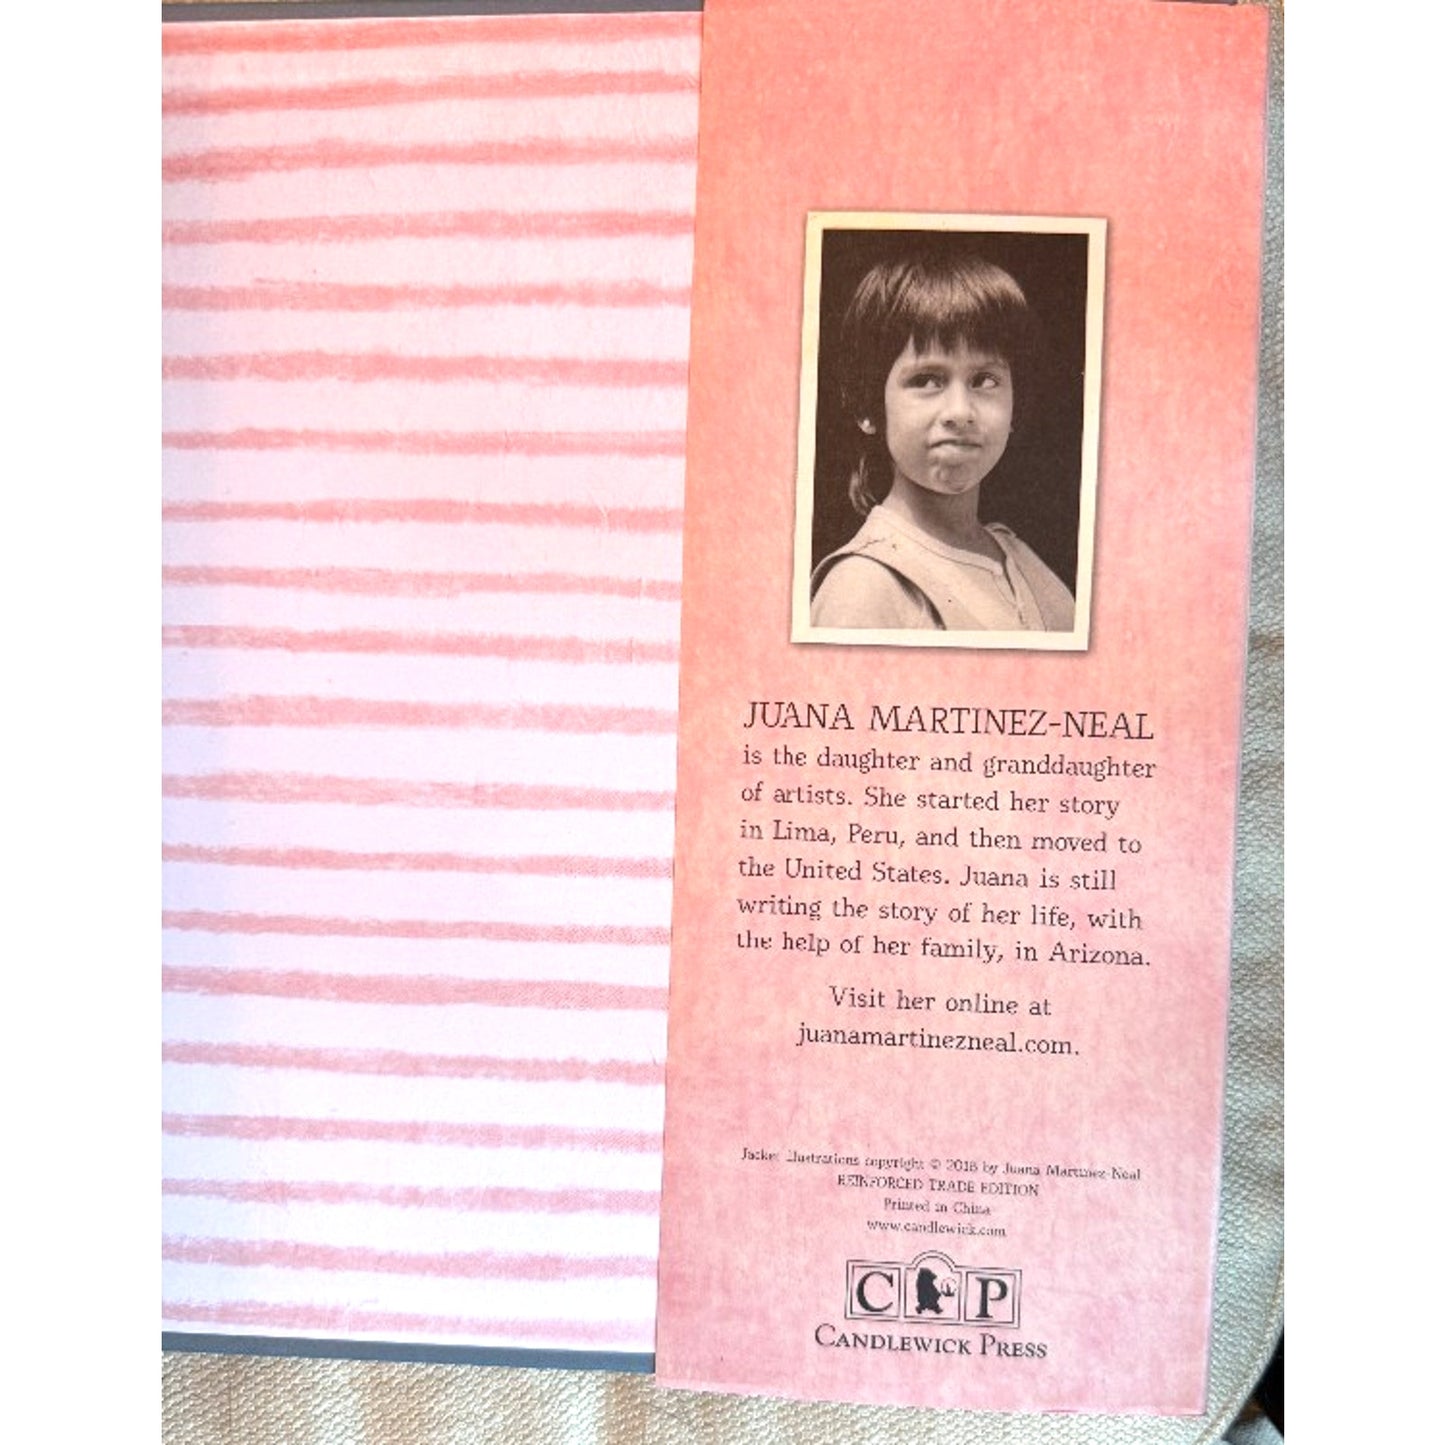 JUANA MARTINEZ-NEAL
is the daughter and granddaughter
of artists. She started her story
in Lima, Peru, and then moved to
the United States. Juana is still
writing the story of her life, with
the help of her family, in Arizona.
Visit her online at
juanamartinezneal.com.
Jacket illustrations copyright © 2018 by Juana Martinez-Neal
REINFORCED TRADE EDITION
Printed in China
www.candlewick.com
C P
CANDLEWICK PRESS